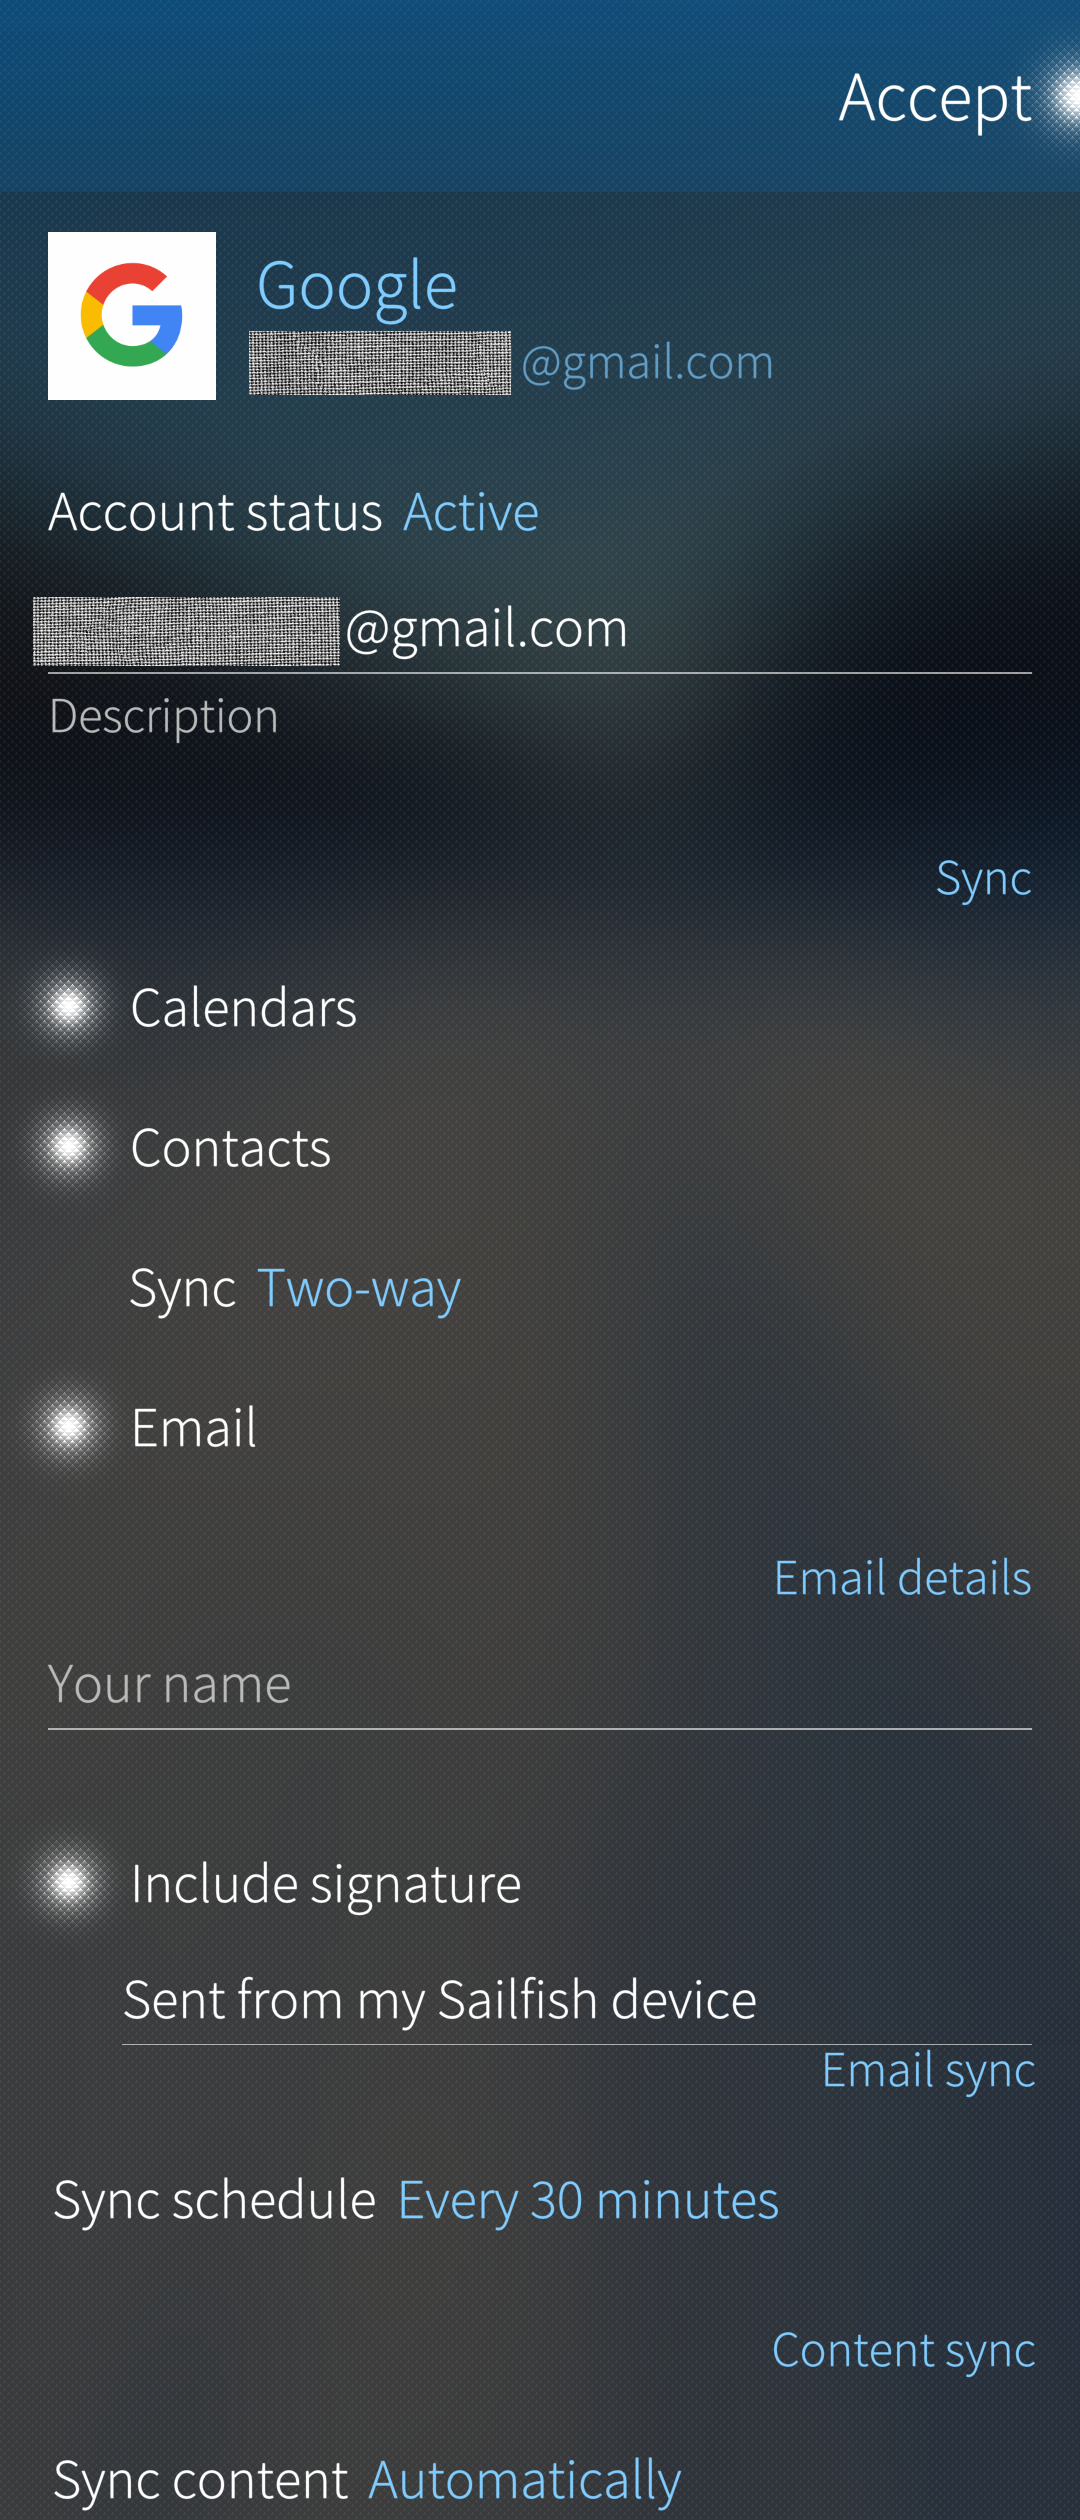 Accept
Google
@gmail.com
Account status Active
@gmail.com
Description
Sync
Calendars
Contacts
Sync Two-way
Email
Email details
Your name
Include signature
Sent from my Sailfish device
Email sync
Sync schedule Every 30 minutes
Content sync
Sync content Automatically